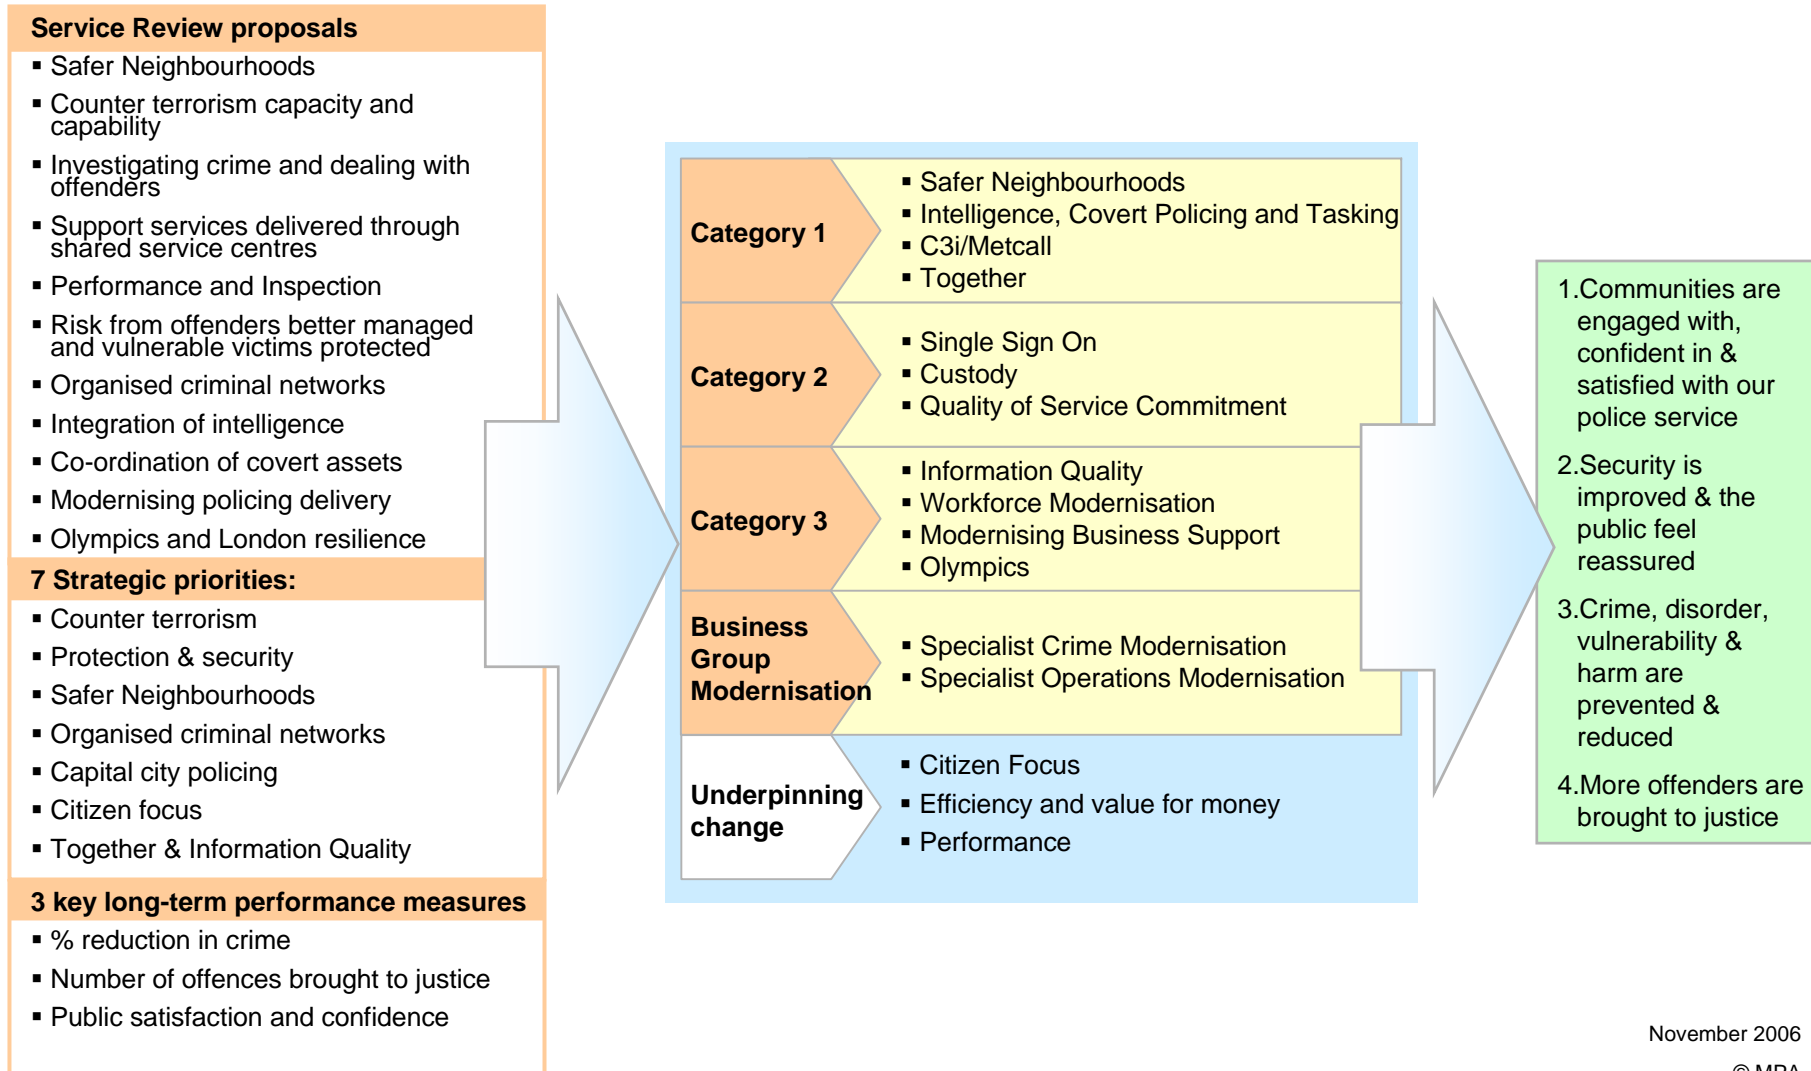 Service Review proposals
▪ Safer Neighbourhoods
▪ Counter terrorism capacity and
capability
▪ Investigating crime and dealing with
offenders
▪ Support services delivered through
shared service centres
▪ Performance and Inspection
▪ Risk from offenders better managed
and vulnerable victims protected
▪ Organised criminal networks
▪ Integration of intelligence
▪ Co-ordination of covert assets
▪ Modernising policing delivery
▪ Olympics and London resilience
7 Strategic priorities:
▪ Counter terrorism
▪ Protection & security
▪ Safer Neighbourhoods
▪ Organised criminal networks
▪ Capital city policing
▪ Citizen focus
▪ Together & Information Quality
3 key long-term performance measures
▪ % reduction in crime
▪ Number of offences brought to justice
▪ Public satisfaction and confidence
Category 1
▪ Safer Neighbourhoods
▪ Intelligence, Covert Policing and Tasking
▪ C3i/Metcall
▪ Together
Category 2
▪ Single Sign On
▪ Custody
▪ Quality of Service Commitment
Category 3
▪ Information Quality
▪ Workforce Modernisation
▪ Modernising Business Support
▪ Olympics
Business
Group
Modernisation
▪ Specialist Crime Modernisation
▪ Specialist Operations Modernisation
Underpinning
change
▪ Citizen Focus
▪ Efficiency and value for money
▪ Performance
1.Communities are
engaged with,
confident in &
satisfied with our
police service
2.Security is
improved & the
public feel
reassured
3.Crime, disorder,
vulnerability &
harm are
prevented &
reduced
4.More offenders are
brought to justice
November 2006
© MPA